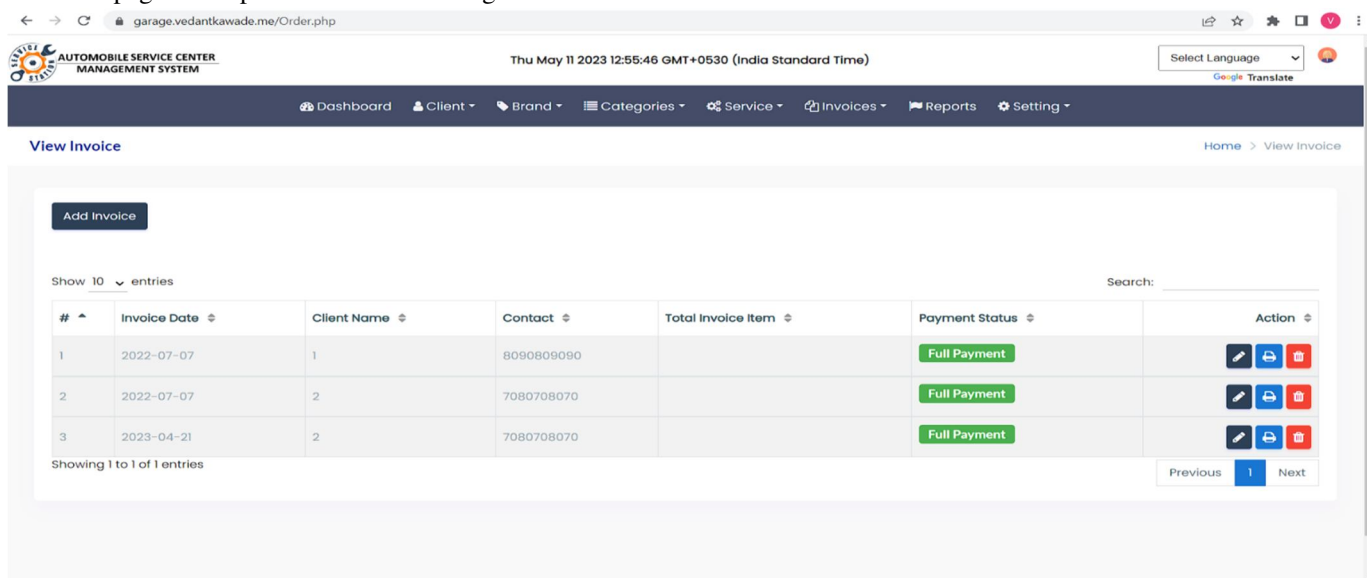 garage.vedantkawade.me/Order.php
V
SERVICE STATION
AUTOMOBILE SERVICE CENTER
MANAGEMENT SYSTEM
Thu May 11 2023 12:55:46 GMT+0530 (India Standard Time)
Select Language
Google Translate
Dashboard Client Brand Categories Service Invoices Reports Setting
View Invoice
Home > View Invoice
Add Invoice
Show 10 entries
Search:
# Invoice Date Client Name Contact Total Invoice Item Payment Status Action
1 2022-07-07 1 8090809090 Full Payment
2 2022-07-07 2 7080708070 Full Payment
3 2023-04-21 2 7080708070 Full Payment
Showing 1 to 1 of 1 entries
Previous 1 Next